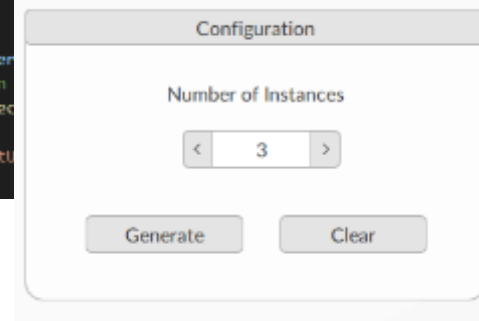 Configuration
Number of Instances
< 3 >
Generate Clear